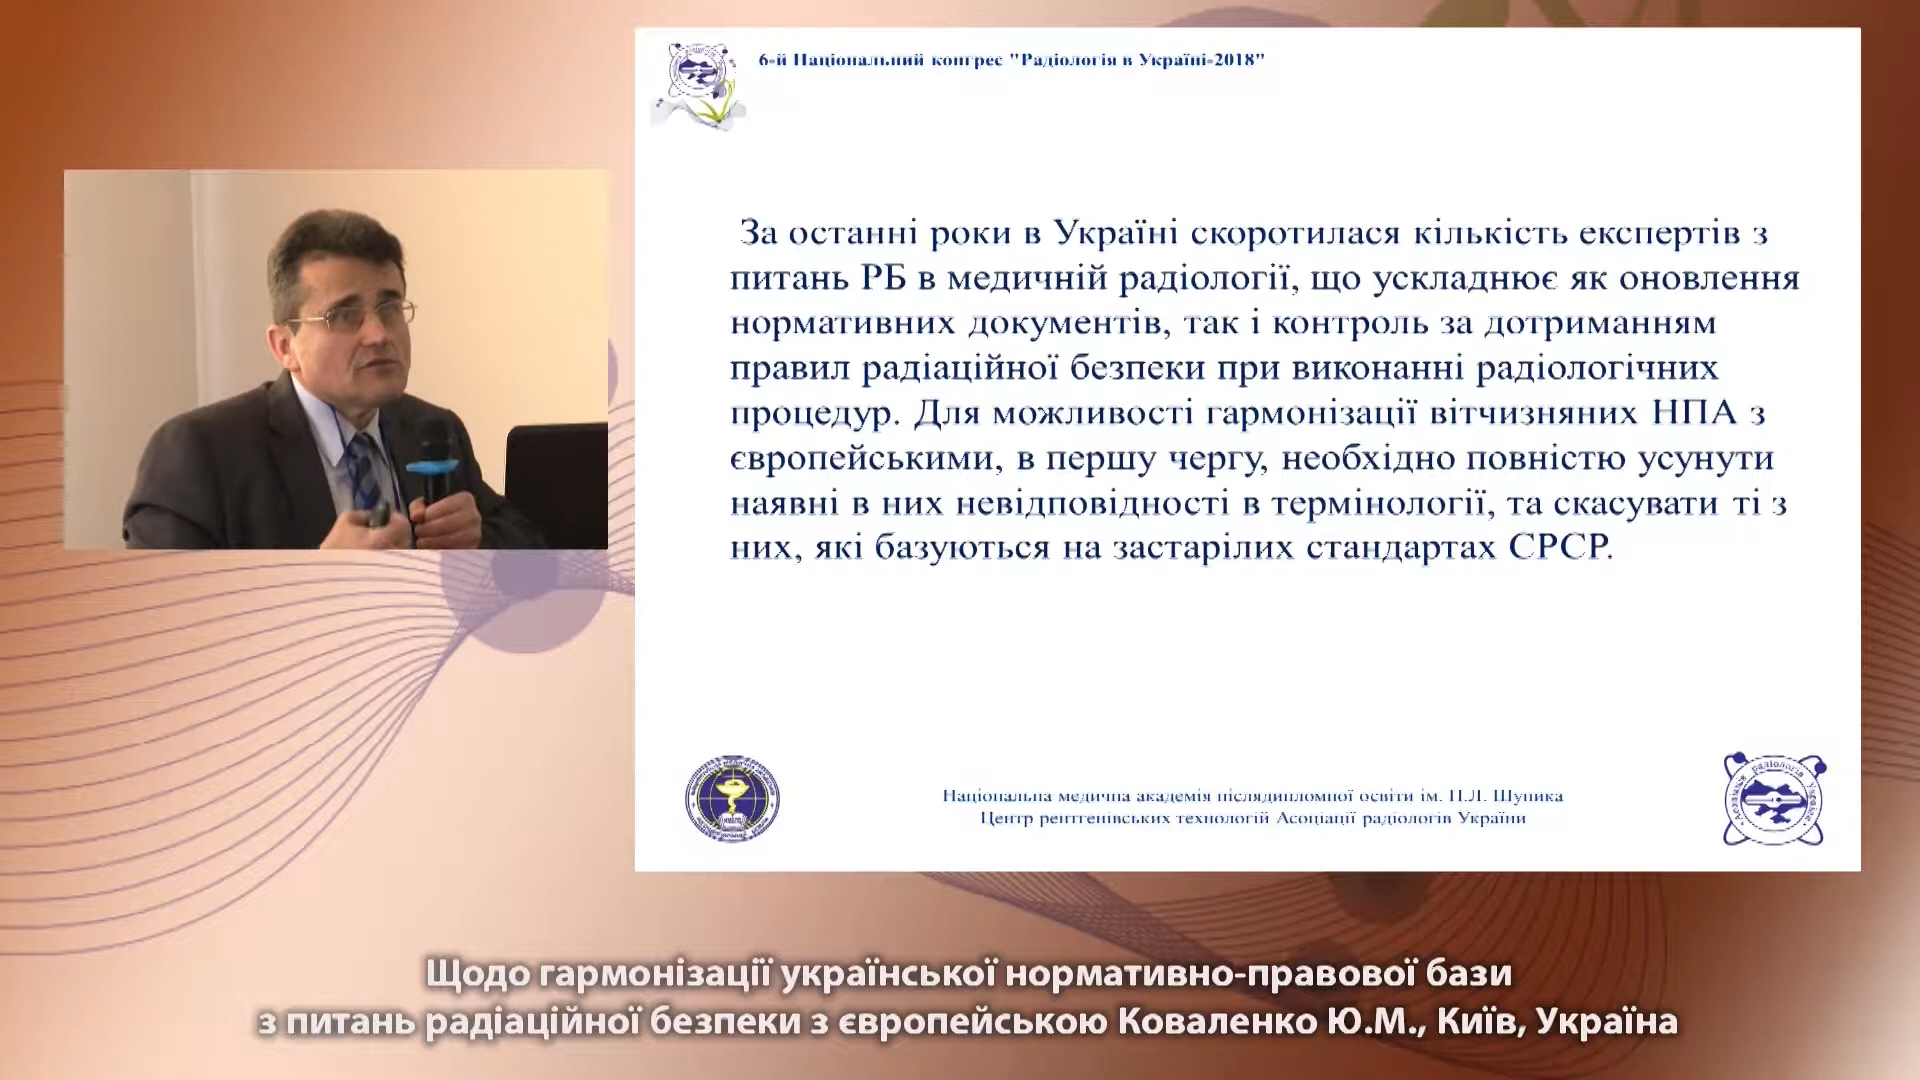 6-й Національний конгрес "Радіологія в Україні-2018"
За останні роки в Україні скоротилася кількість експертів з
питань РБ в медичній радіології, що ускладнює як оновлення
нормативних документів, так і контроль за дотриманням
правил радіаційної безпеки при виконанні радіологічних
процедур. Для можливості гармонізації вітчизняних НПА з
європейськими, в першу чергу, необхідно повністю усунути
наявні в них невідповідності в термінології, та скасувати ті з
них, які базуються на застарілих стандартах СРСР.
Національна медична академія післядипломної освіти ім. П.Л. Шупика
Центр рентгенівських технологій Асоціації радіологів України
Щодо гармонізації української нормативно-правової бази
з питань радіаційної безпеки з європейською Коваленко Ю.М., Київ, Україна